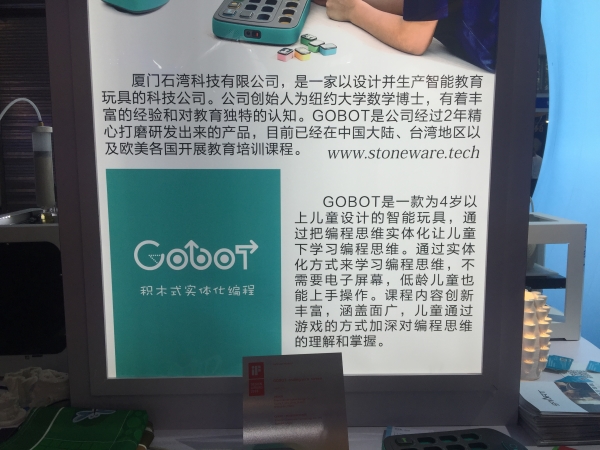 厦门石湾科技有限公司，是一家以设计并生产智能教育
玩具的科技公司。公司创始人为纽约大学数学博士，有着丰
富的经验和对教育独特的认知。GOBOT是公司经过2年精
心打磨研发出来的产品，目前已经在中国大陆、台湾地区以
及欧美各国开展教育培训课程。 www.stoneware.tech
GOBOT是一款为4岁以
上儿童设计的智能玩具，通
过把编程思维实体化让儿童
下学习编程思维。通过实体
化方式来学习编程思维，不
需要电子屏幕，低龄儿童也
能上手操作。课程内容创新
丰富，涵盖面广，儿童通过
游戏的方式加深对编程思维
的理解和掌握。
GoboT
积木式实体化编程